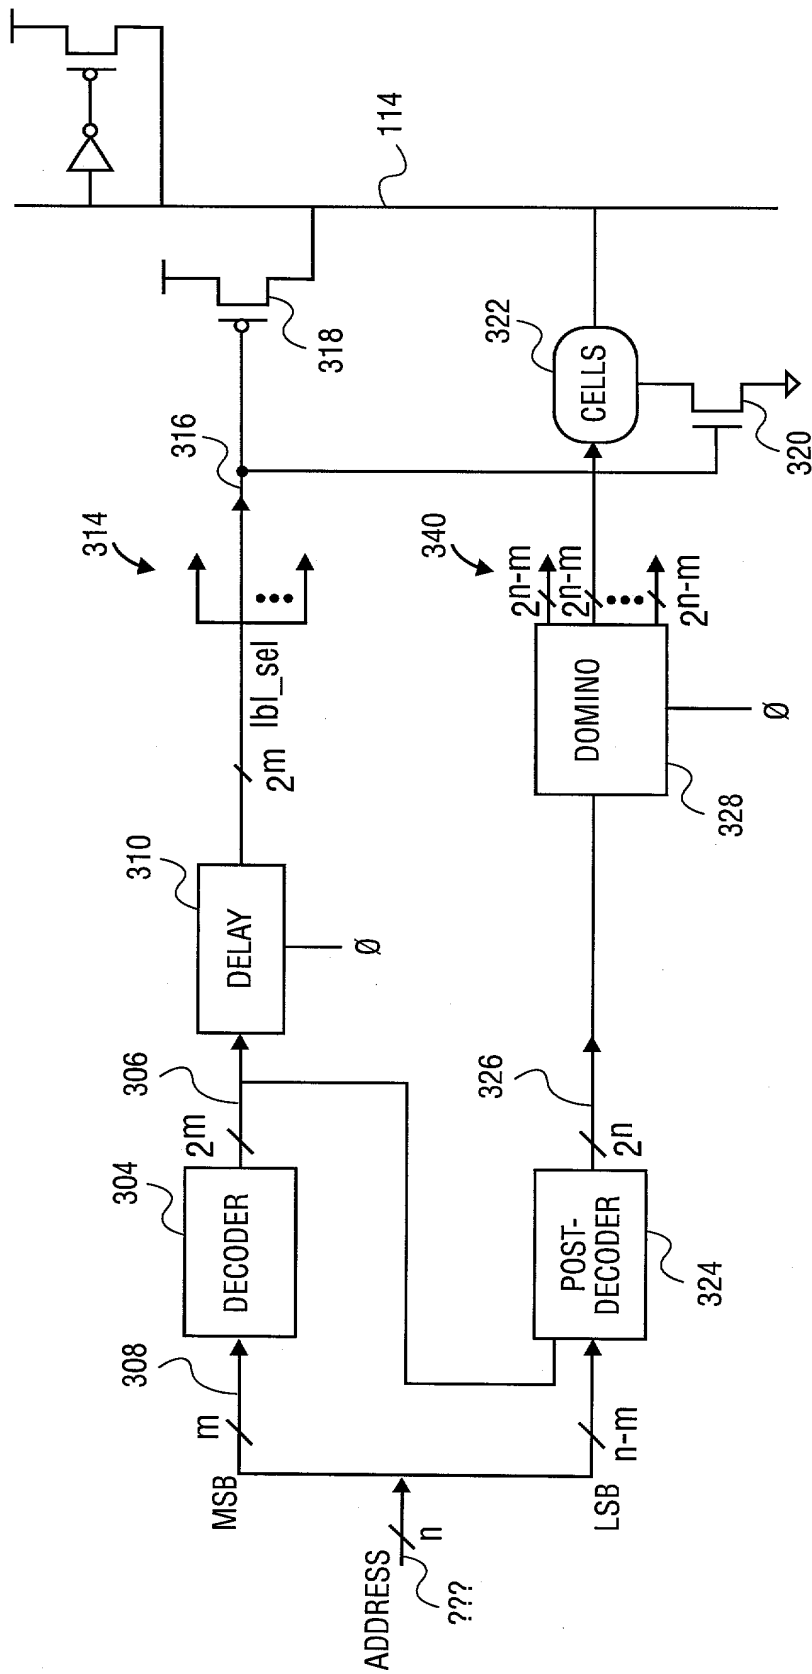 ADDRESS
n
???
MSB
LSB
m
308
n-m
DECODER
304
POST-
DECODER
324
2m
306
2n
326
DELAY
310
Ø
2m
lbl_sel
314
316
318
DOMINO
328
Ø
2n-m
2n-m
2n-m
340
CELLS
322
320
114